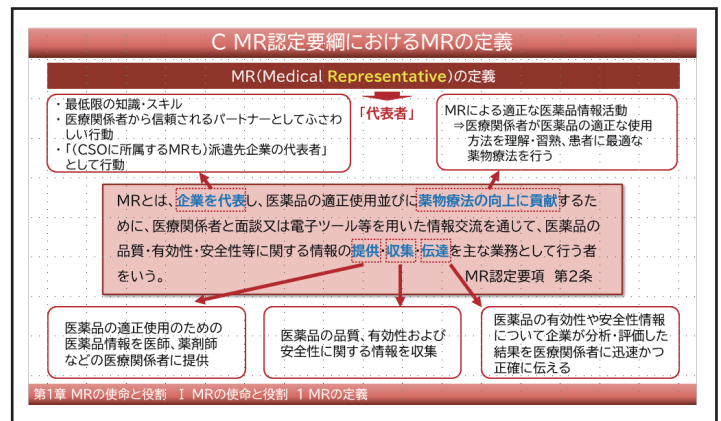 C MR認定要綱におけるMRの定義
MR(Medical Representative)の定義
「代表者」
・最低限の知識・スキル
・医療関係者から信頼されるパートナーとしてふさわ
しい行動
・「(CSOに所属するMRも)派遣先企業の代表者」
として行動
MRによる適正な医薬品情報活動
⇒医療関係者が医薬品の適正な使用
方法を理解・習熟、患者に最適な
薬物療法を行う
MRとは、企業を代表し、医薬品の適正使用並びに薬物療法の向上に貢献するた
めに、医療関係者と面談又は電子ツール等を用いた情報交流を通じて、医薬品の
品質・有効性・安全性等に関する情報の提供・収集・伝達を主な業務として行う者
をいう。
MR認定要項 第2条
医薬品の適正使用のための
医薬品情報を医師、薬剤師
などの医療関係者に提供
医薬品の品質、有効性および
安全性に関する情報を収集
医薬品の有効性や安全性情報
について企業が分析・評価した
結果を医療関係者に迅速かつ
正確に伝える
第1章 MRの使命と役割 Ⅰ MRの使命と役割 1 MRの定義